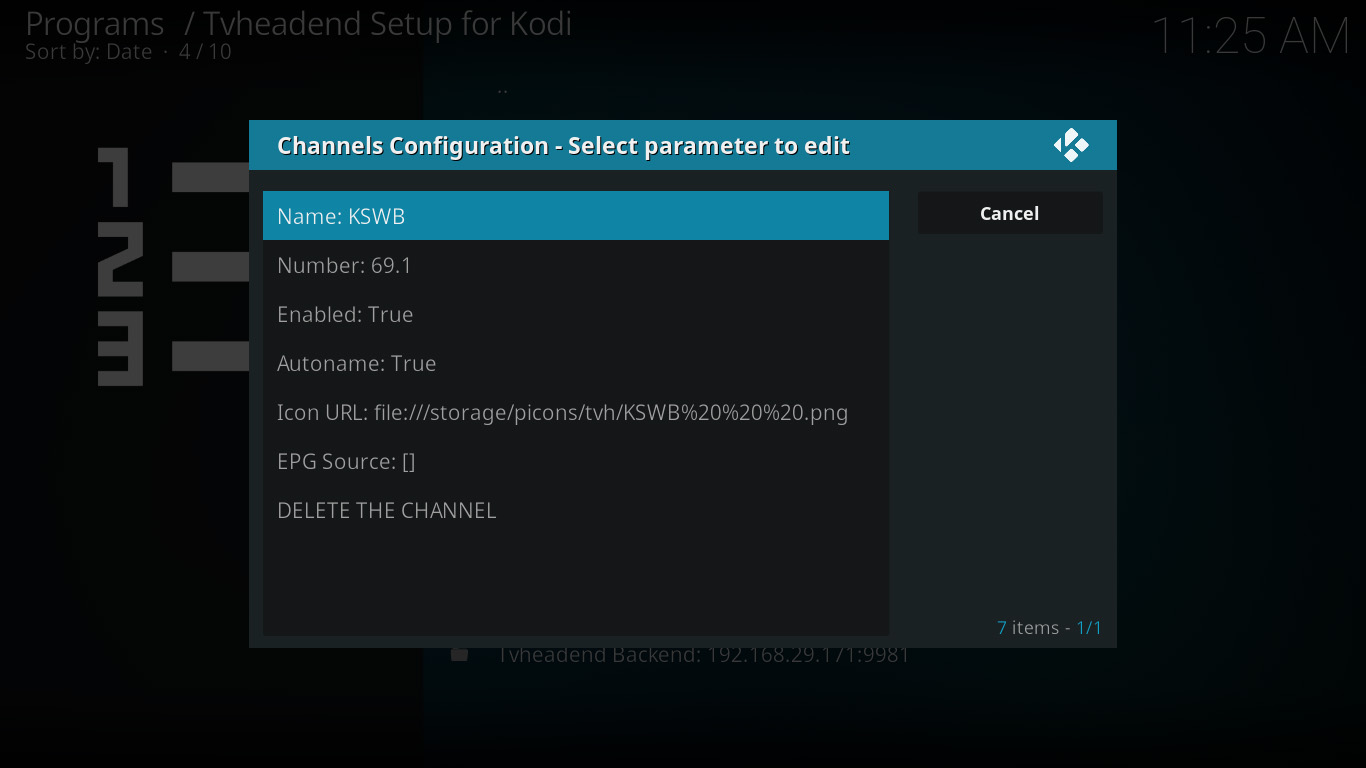 Programs / Tvheadend Setup for Kodi
Sort by: Date · 4 / 10
11:25 AM
..
Channels Configuration - Select parameter to edit
Name: KSWB
Cancel
Number: 69.1
Enabled: True
Autoname: True
Icon URL: file:///storage/picons/tvh/KSWB%20%20%20.png
EPG Source: []
DELETE THE CHANNEL
7 items - 1/1
Tvheadend Backend: 192.168.29.171:9981